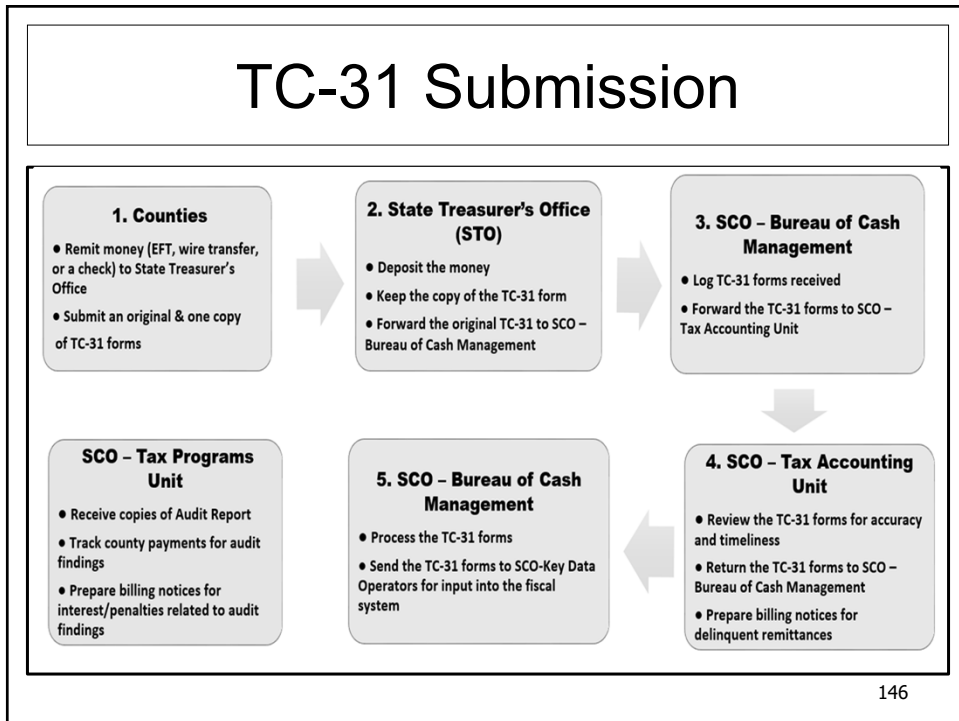 TC-31 Submission
1. Counties
● Remit money (EFT, wire transfer,
or a check) to State Treasurer's
Office
● Submit an original & one copy
of TC-31 forms
2. State Treasurer's Office
(STO)
● Deposit the money
● Keep the copy of the TC-31 form
● Forward the original TC-31 to SCO –
Bureau of Cash Management
3. SCO – Bureau of Cash
Management
● Log TC-31 forms received
● Forward the TC-31 forms to SCO –
Tax Accounting Unit
4. SCO – Tax Accounting
Unit
● Review the TC-31 forms for accuracy
and timeliness
● Return the TC-31 forms to SCO –
Bureau of Cash Management
● Prepare billing notices for
delinquent remittances
5. SCO – Bureau of Cash
Management
● Process the TC-31 forms
● Send the TC-31 forms to SCO-Key Data
Operators for input into the fiscal
system
SCO – Tax Programs
Unit
● Receive copies of Audit Report
● Track county payments for audit
findings
● Prepare billing notices for
interest/penalties related to audit
findings
146